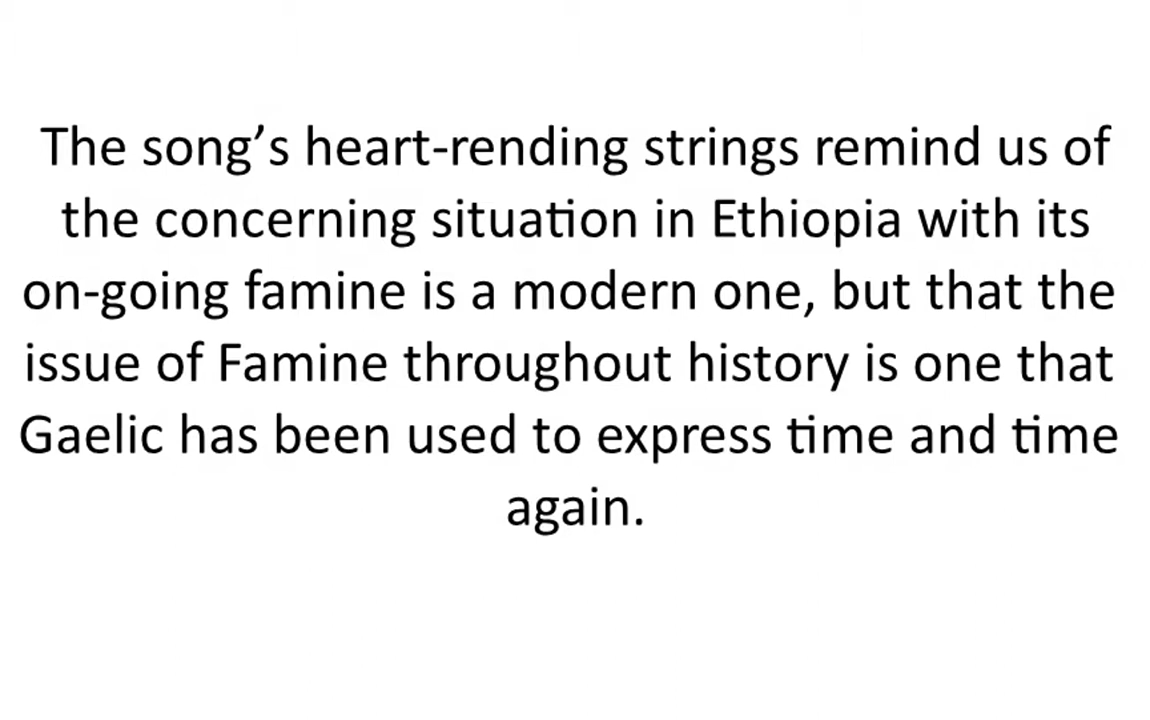 The song’s heart-rending strings remind us of
the concerning situation in Ethiopia with its
on-going famine is a modern one, but that the
issue of Famine throughout history is one that
Gaelic has been used to express time and time
again.